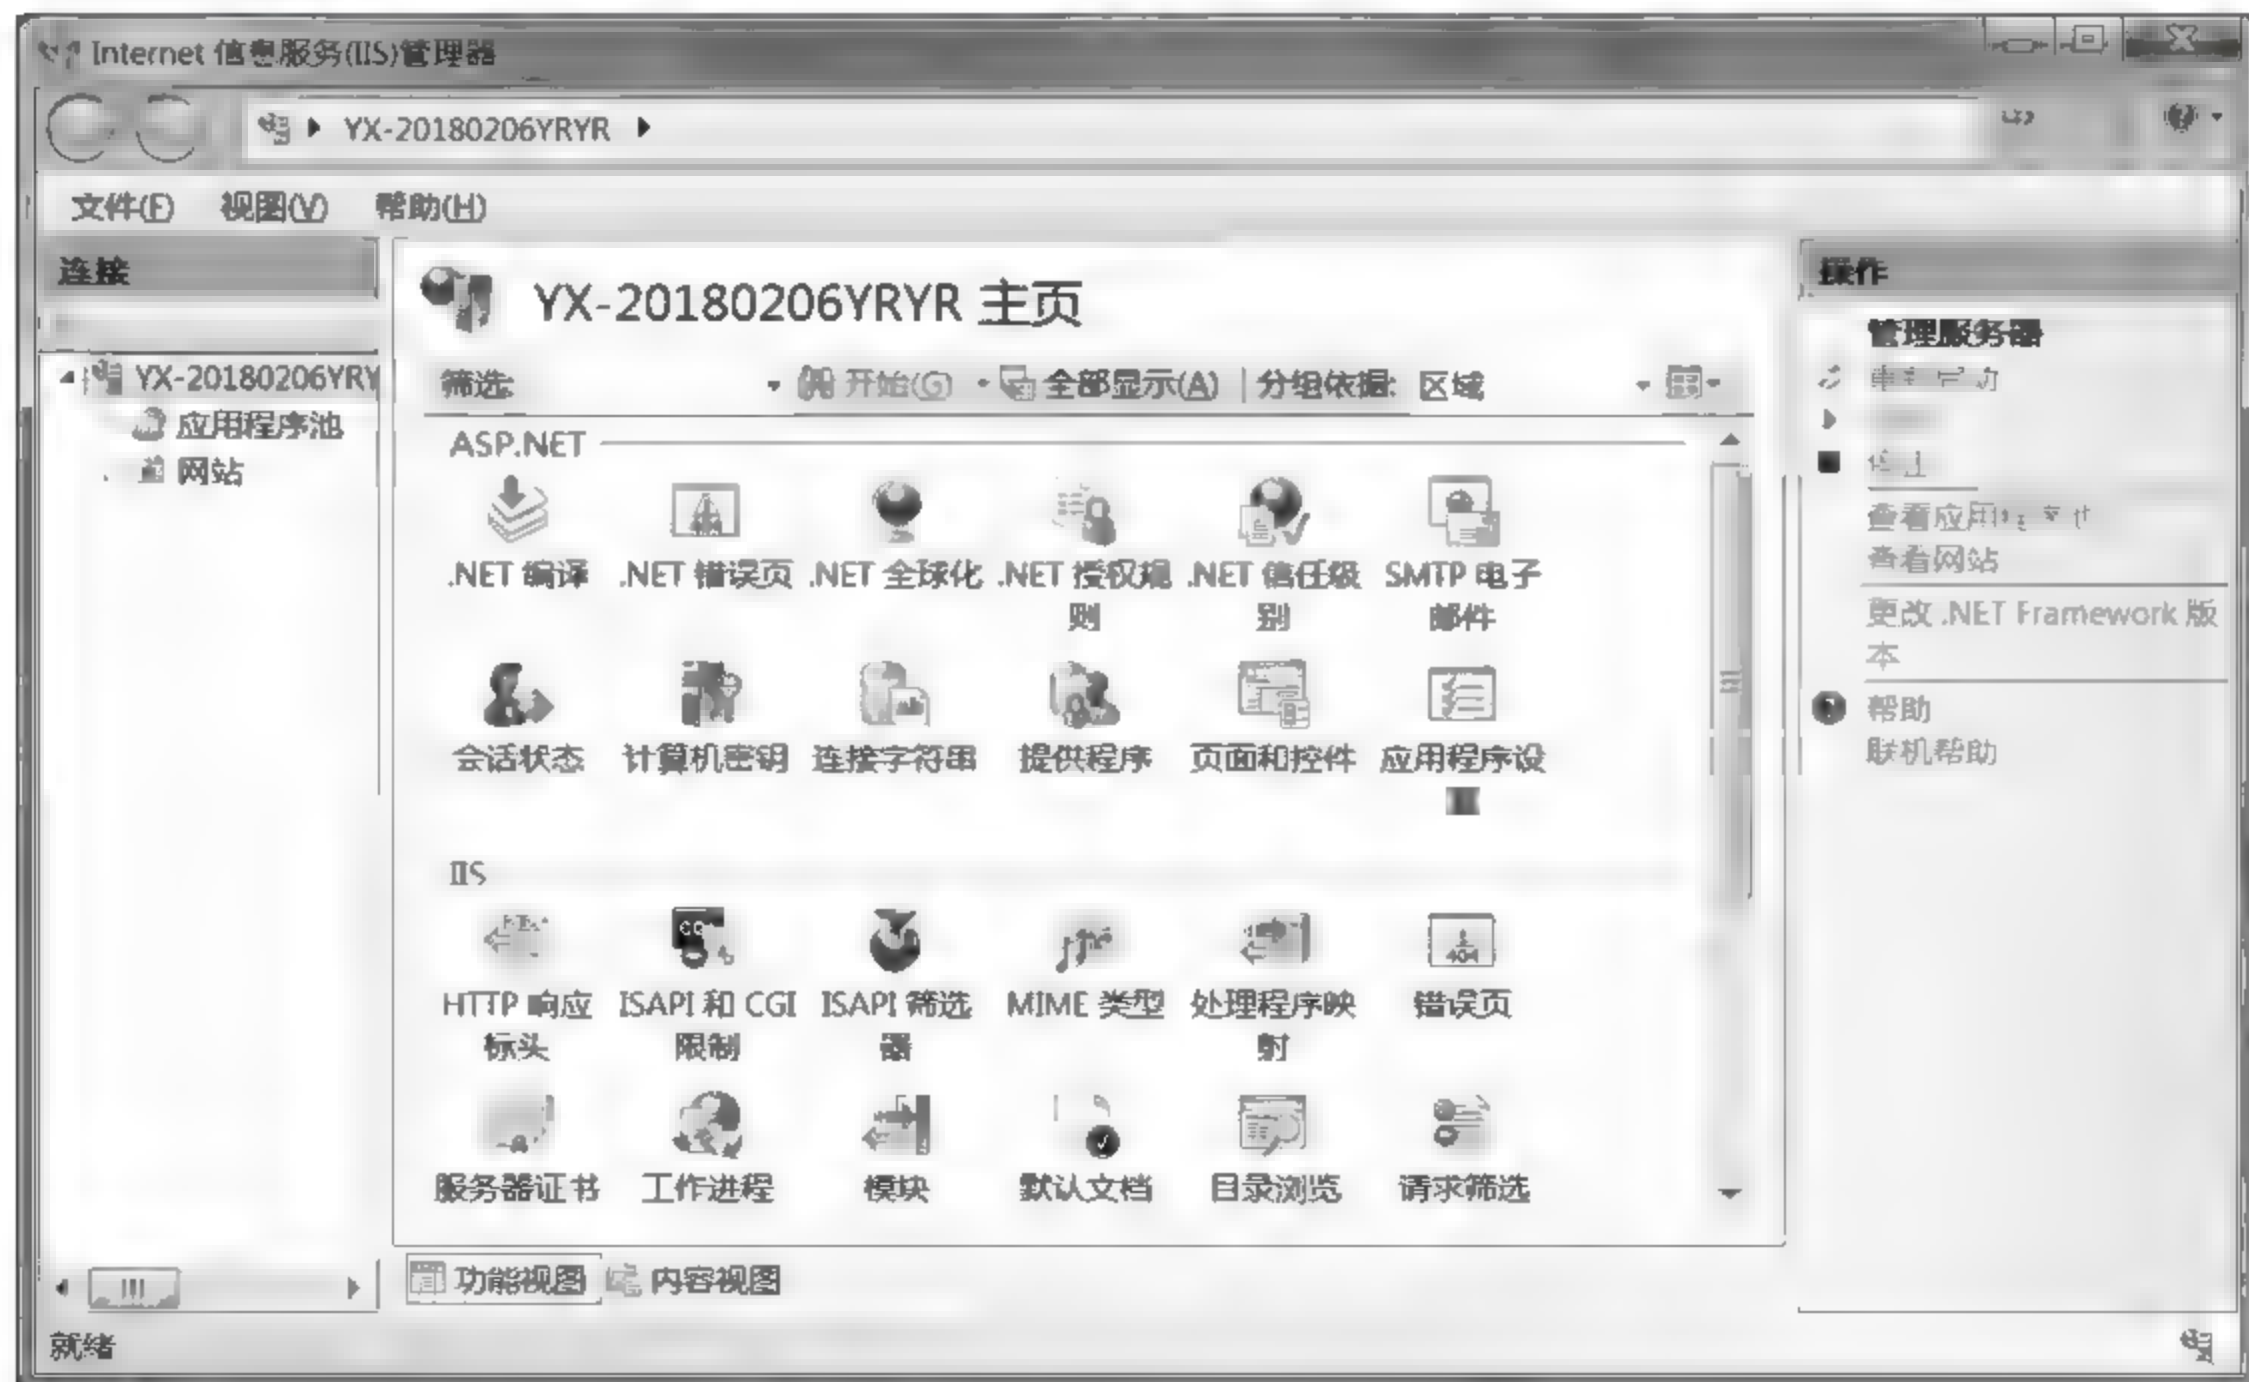 Internet 信息服务(IIS)管理器
YX-20180206YRYR
文件(F) 视图(V) 帮助(H)
连接
YX-20180206YRY
应用程序池
网站
YX-20180206YRYR 主页
筛选: 开始(G) 全部显示(A) 分组依据: 区域
ASP.NET
.NET 编译 .NET 错误页 .NET 全球化 .NET 授权规则 .NET 信任级别 SMTP 电子邮件
会话状态 计算机密钥 连接字符串 提供程序 页面和控件 应用程序设
IIS
HTTP 响应标头 ISAPI 和 CGI 限制 ISAPI 筛选器 MIME 类型 处理程序映射 错误页
404
服务器证书 工作进程 模块 默认文档 目录浏览 请求筛选
功能视图 内容视图
就绪
操作
管理服务器
查看应用
查看网站
更改 .NET Framework 版
本
帮助
联机帮助